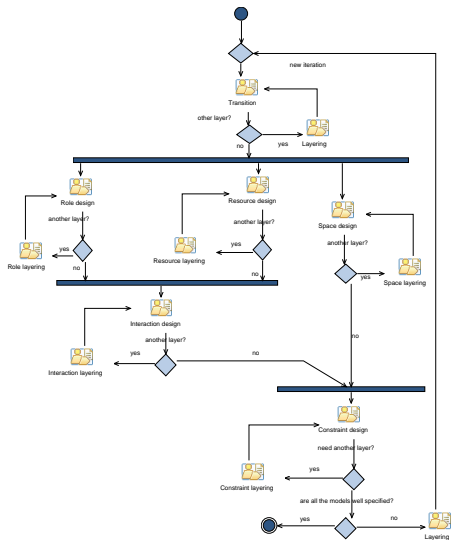 new iteration
Transition
other layer?
yes
Layering
no
Role design
Resource design
Space design
another layer?
another layer?
another layer?
yes
Role layering
no
yes
Resource layering
no
yes
Space layering
Interaction design
another layer?
no
yes
no
Interaction layering
Constraint design
need another layer?
yes
Constraint layering
are all the models well specified?
yes
no
Layering